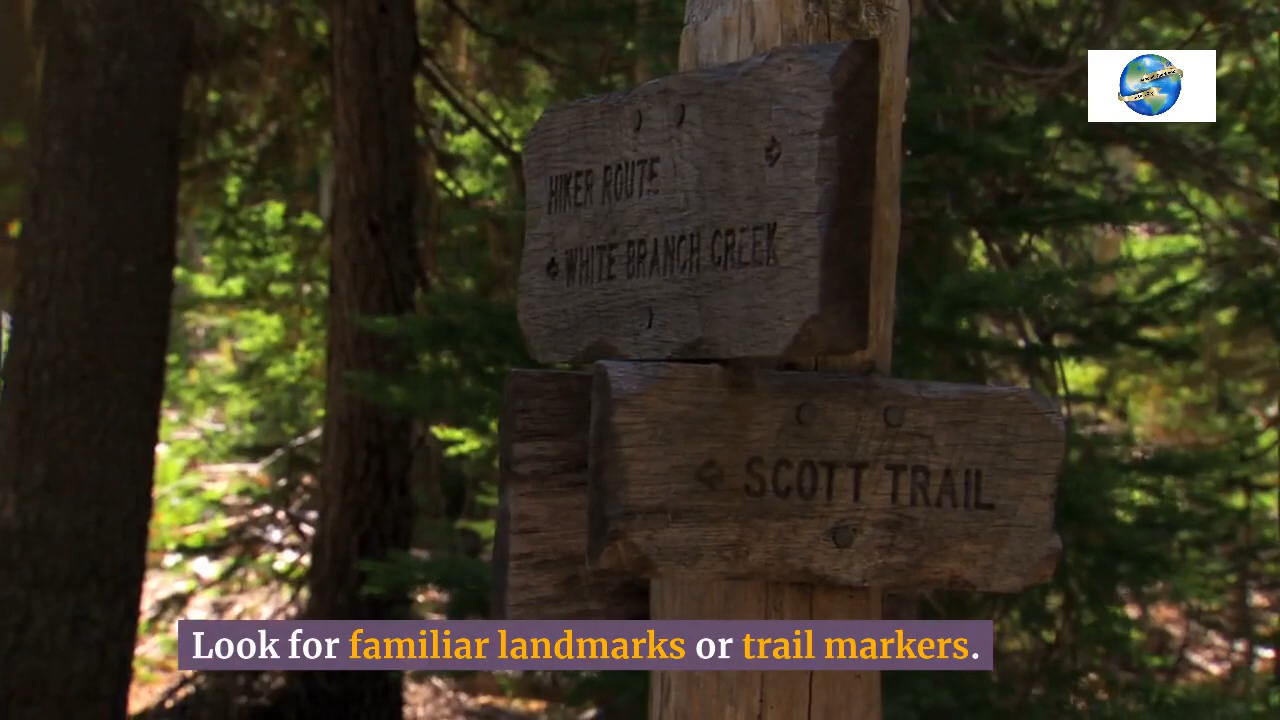 HIKER ROUTE
WHITE BRANCH CREEK
SCOTT TRAIL
Look for familiar landmarks or trail markers.